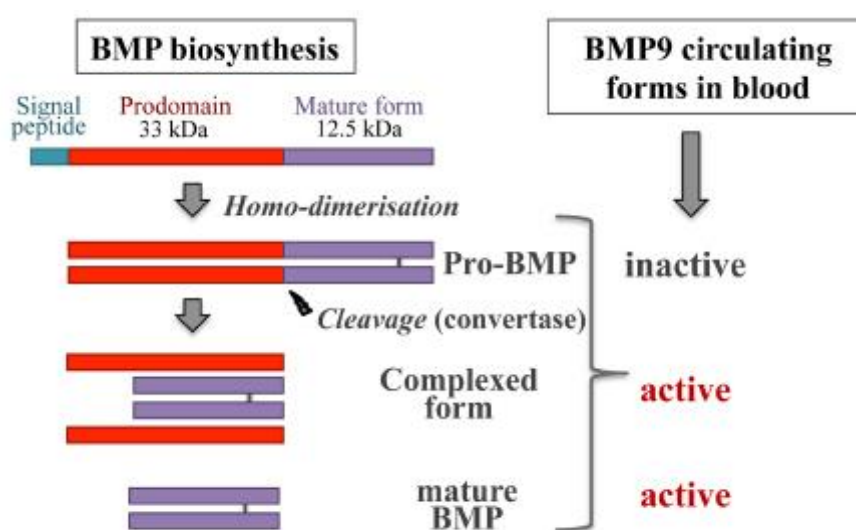 BMP biosynthesis
BMP9 circulating
forms in blood
Signal
peptide
Prodomain
33 kDa
Mature form
12.5 kDa
Homo-dimerisation
Pro-BMP
inactive
Cleavage (convertase)
Complexed
form
active
mature
BMP
active